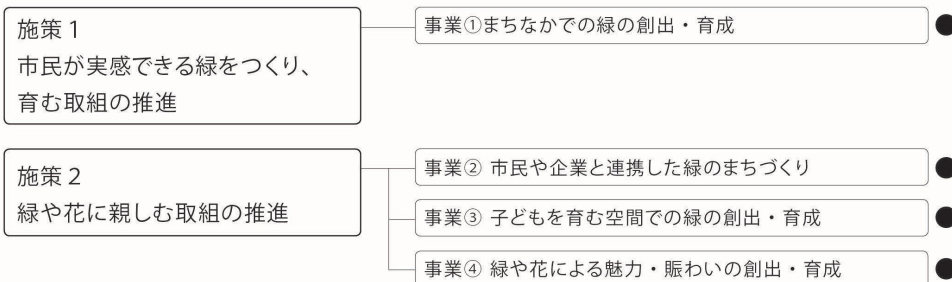 施策 1
市民が実感できる緑をつくり、
育む取組の推進
事業①まちなかでの緑の創出・育成
施策 2
緑や花に親しむ取組の推進
事業② 市民や企業と連携した緑のまちづくり
事業③ 子どもを育む空間での緑の創出・育成
事業④ 緑や花による魅力・賑わいの創出・育成